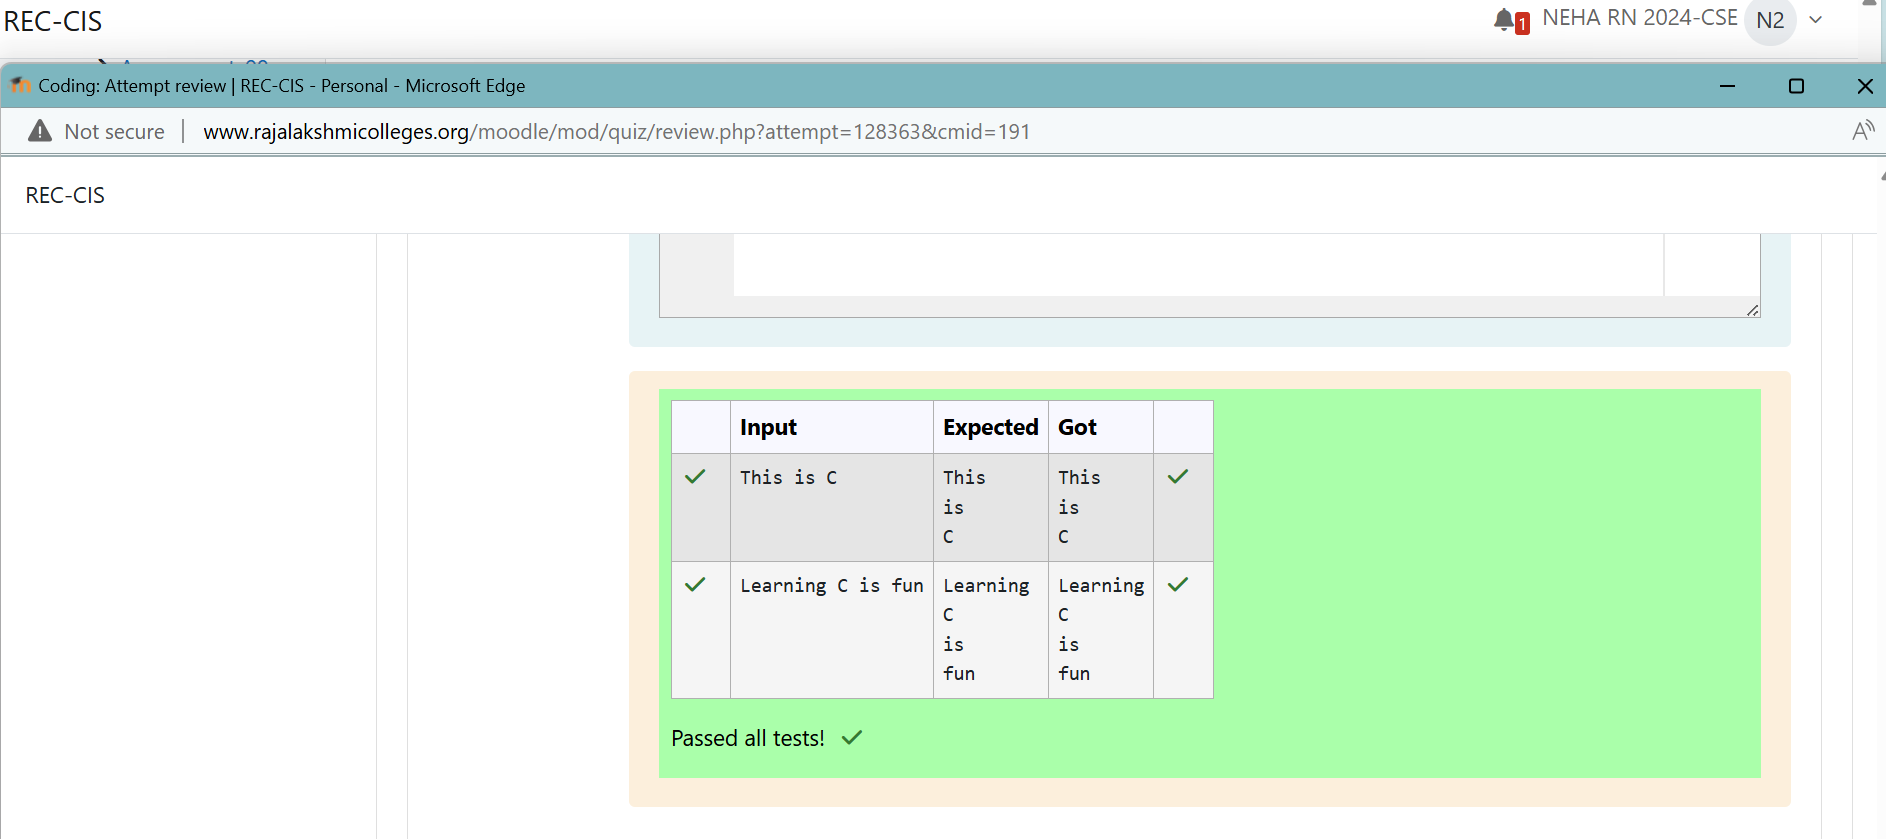 REC-CIS
1 NEHA RN 2024-CSE N2
Coding: Attempt review | REC-CIS - Personal - Microsoft Edge
Not secure | www.rajalakshmicolleges.org/moodle/mod/quiz/review.php?attempt=128363&cmid=191
REC-CIS
Input Expected Got
This is C This This
is is
C C
Learning C is fun Learning Learning
C C
is is
fun fun
Passed all tests!